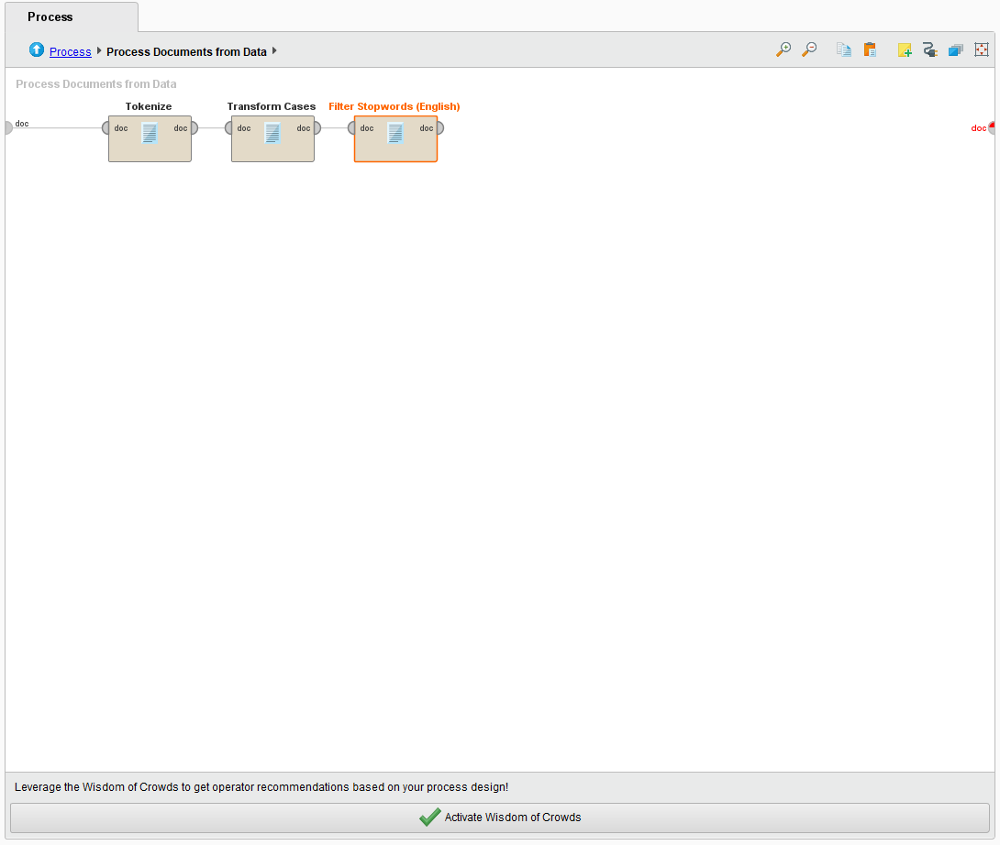 Process
Process Process Documents from Data
Process Documents from Data
Tokenize Transform Cases Filter Stopwords (English)
doc doc doc doc doc doc doc doc
Leverage the Wisdom of Crowds to get operator recommendations based on your process design!
Activate Wisdom of Crowds